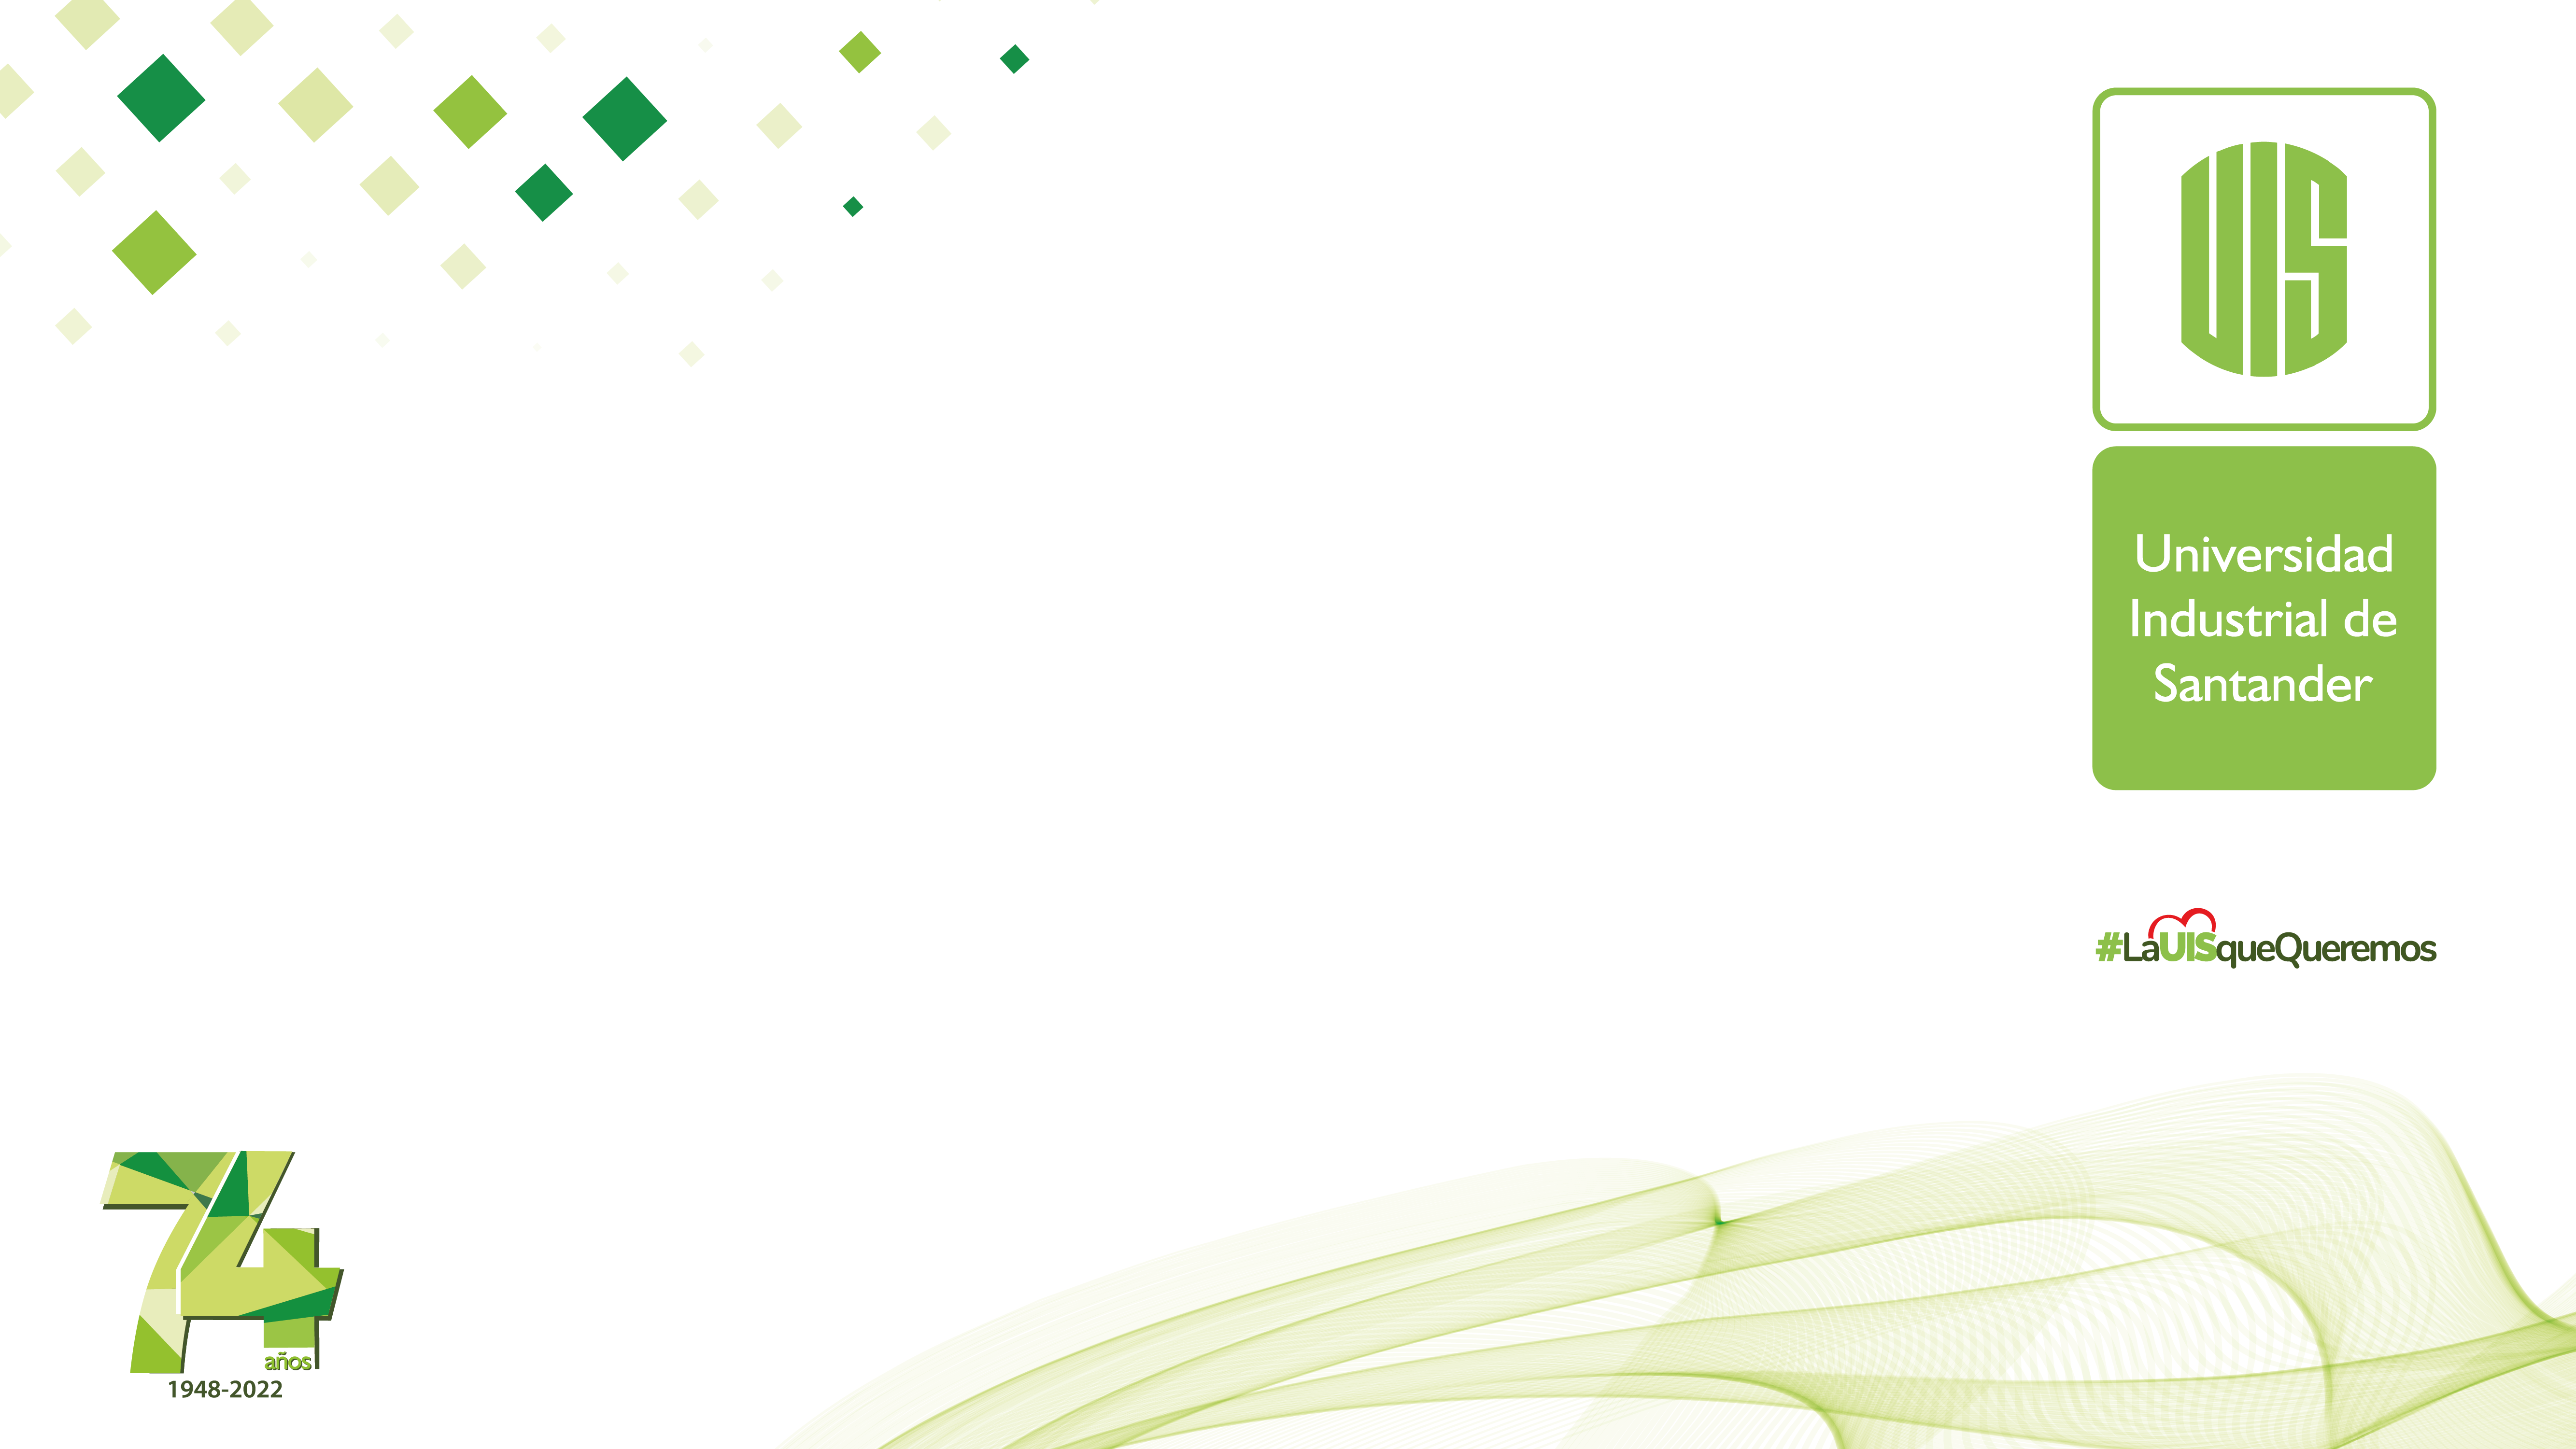 UIS
Universidad
Industrial de
Santander
#LaUISqueQueremos
74
años
1948-2022